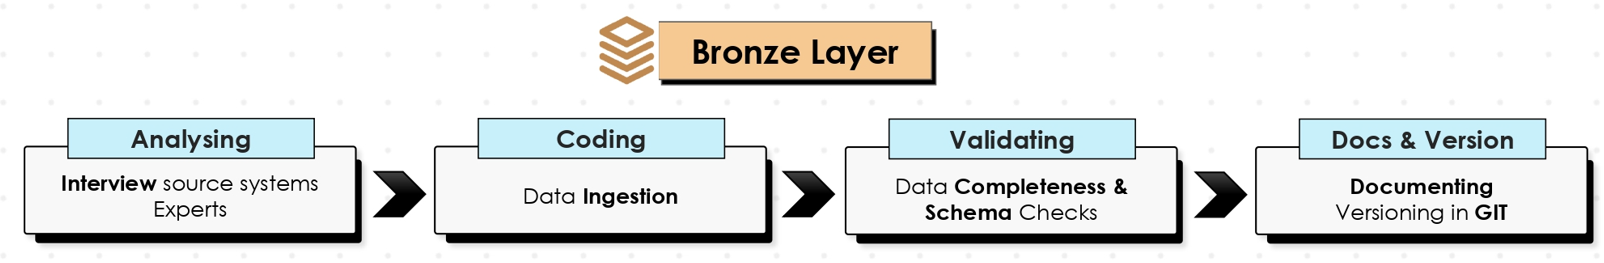 Bronze Layer
Analysing
Interview source systems
Experts
Coding
Data Ingestion
Validating
Data Completeness &
Schema Checks
Docs & Version
Documenting
Versioning in GIT